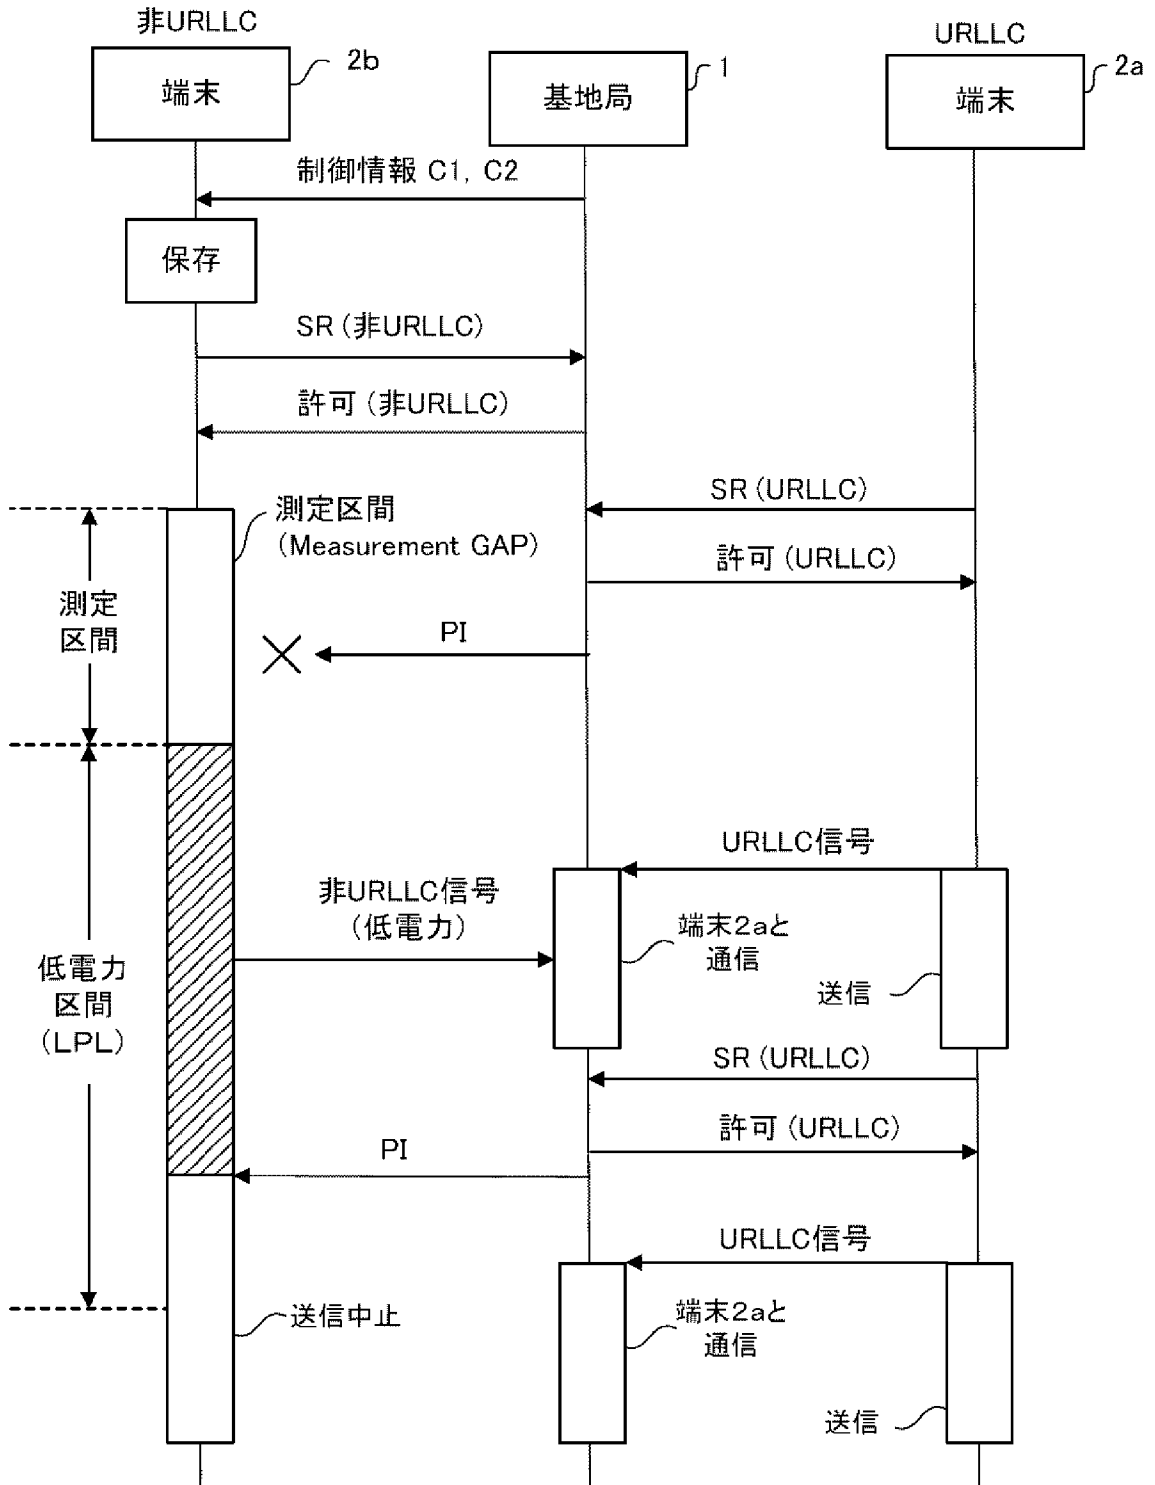 非URLLC
URLLC
端末
2b
基地局
1
端末
2a
制御情報 C1, C2
保存
SR (非URLLC)
許可 (非URLLC)
SR (URLLC)
測定区間
(Measurement GAP)
許可 (URLLC)
測定
区間
PI
URLLC信号
非URLLC信号
(低電力)
端末2aと
通信
低電力
区間
(LPL)
送信
SR (URLLC)
許可 (URLLC)
PI
URLLC信号
送信中止
端末2aと
通信
送信